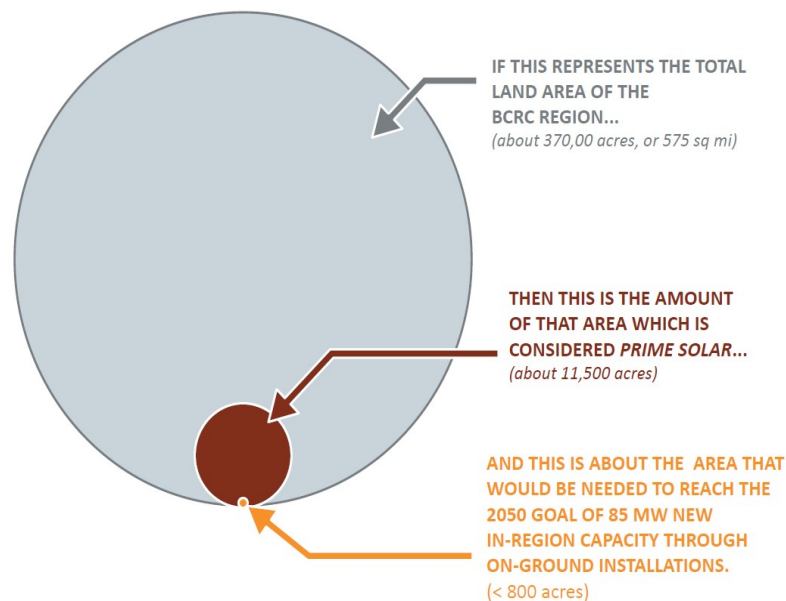 IF THIS REPRESENTS THE TOTAL
LAND AREA OF THE
BCRC REGION...
(about 370,00 acres, or 575 sq mi)
THEN THIS IS THE AMOUNT
OF THAT AREA WHICH IS
CONSIDERED PRIME SOLAR...
(about 11,500 acres)
AND THIS IS ABOUT THE AREA THAT
WOULD BE NEEDED TO REACH THE
2050 GOAL OF 85 MW NEW
IN-REGION CAPACITY THROUGH
ON-GROUND INSTALLATIONS.
(< 800 acres)